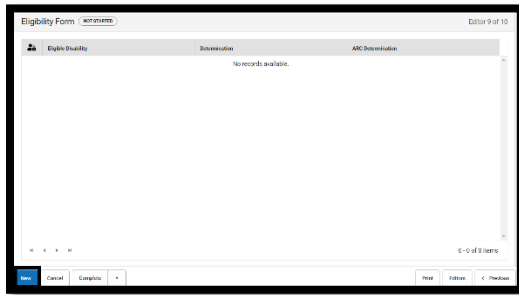 Eligibility Form NOT STARTED Editor 9 of 10
Eligible Disability Determination ARC Determination
No records available.
0 - 0 of 0 items
New Cancel Complete Print Editors < Previous